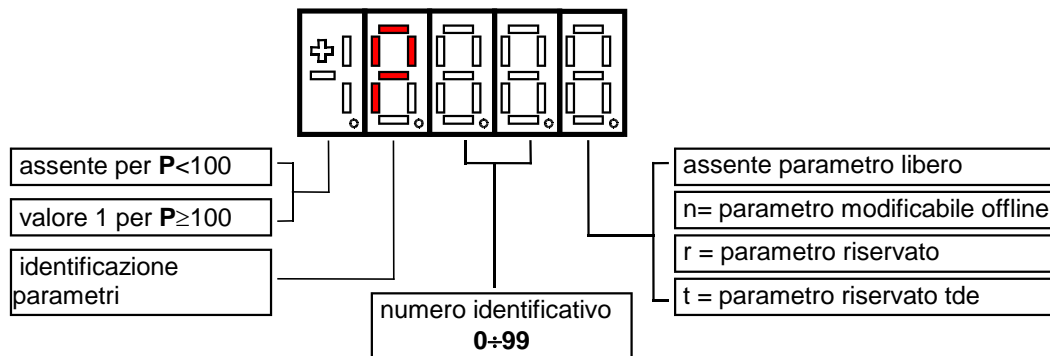 assente per P<100
valore 1 per P≥100
identificazione
parametri
numero identificativo
0÷99
assente parametro libero
n= parametro modificabile offline
r = parametro riservato
t = parametro riservato tde